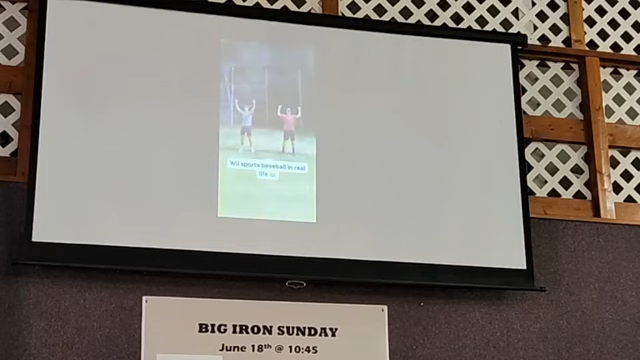 Wii sports baseball in real
life
BIG IRON SUNDAY
June 18th @ 10:45